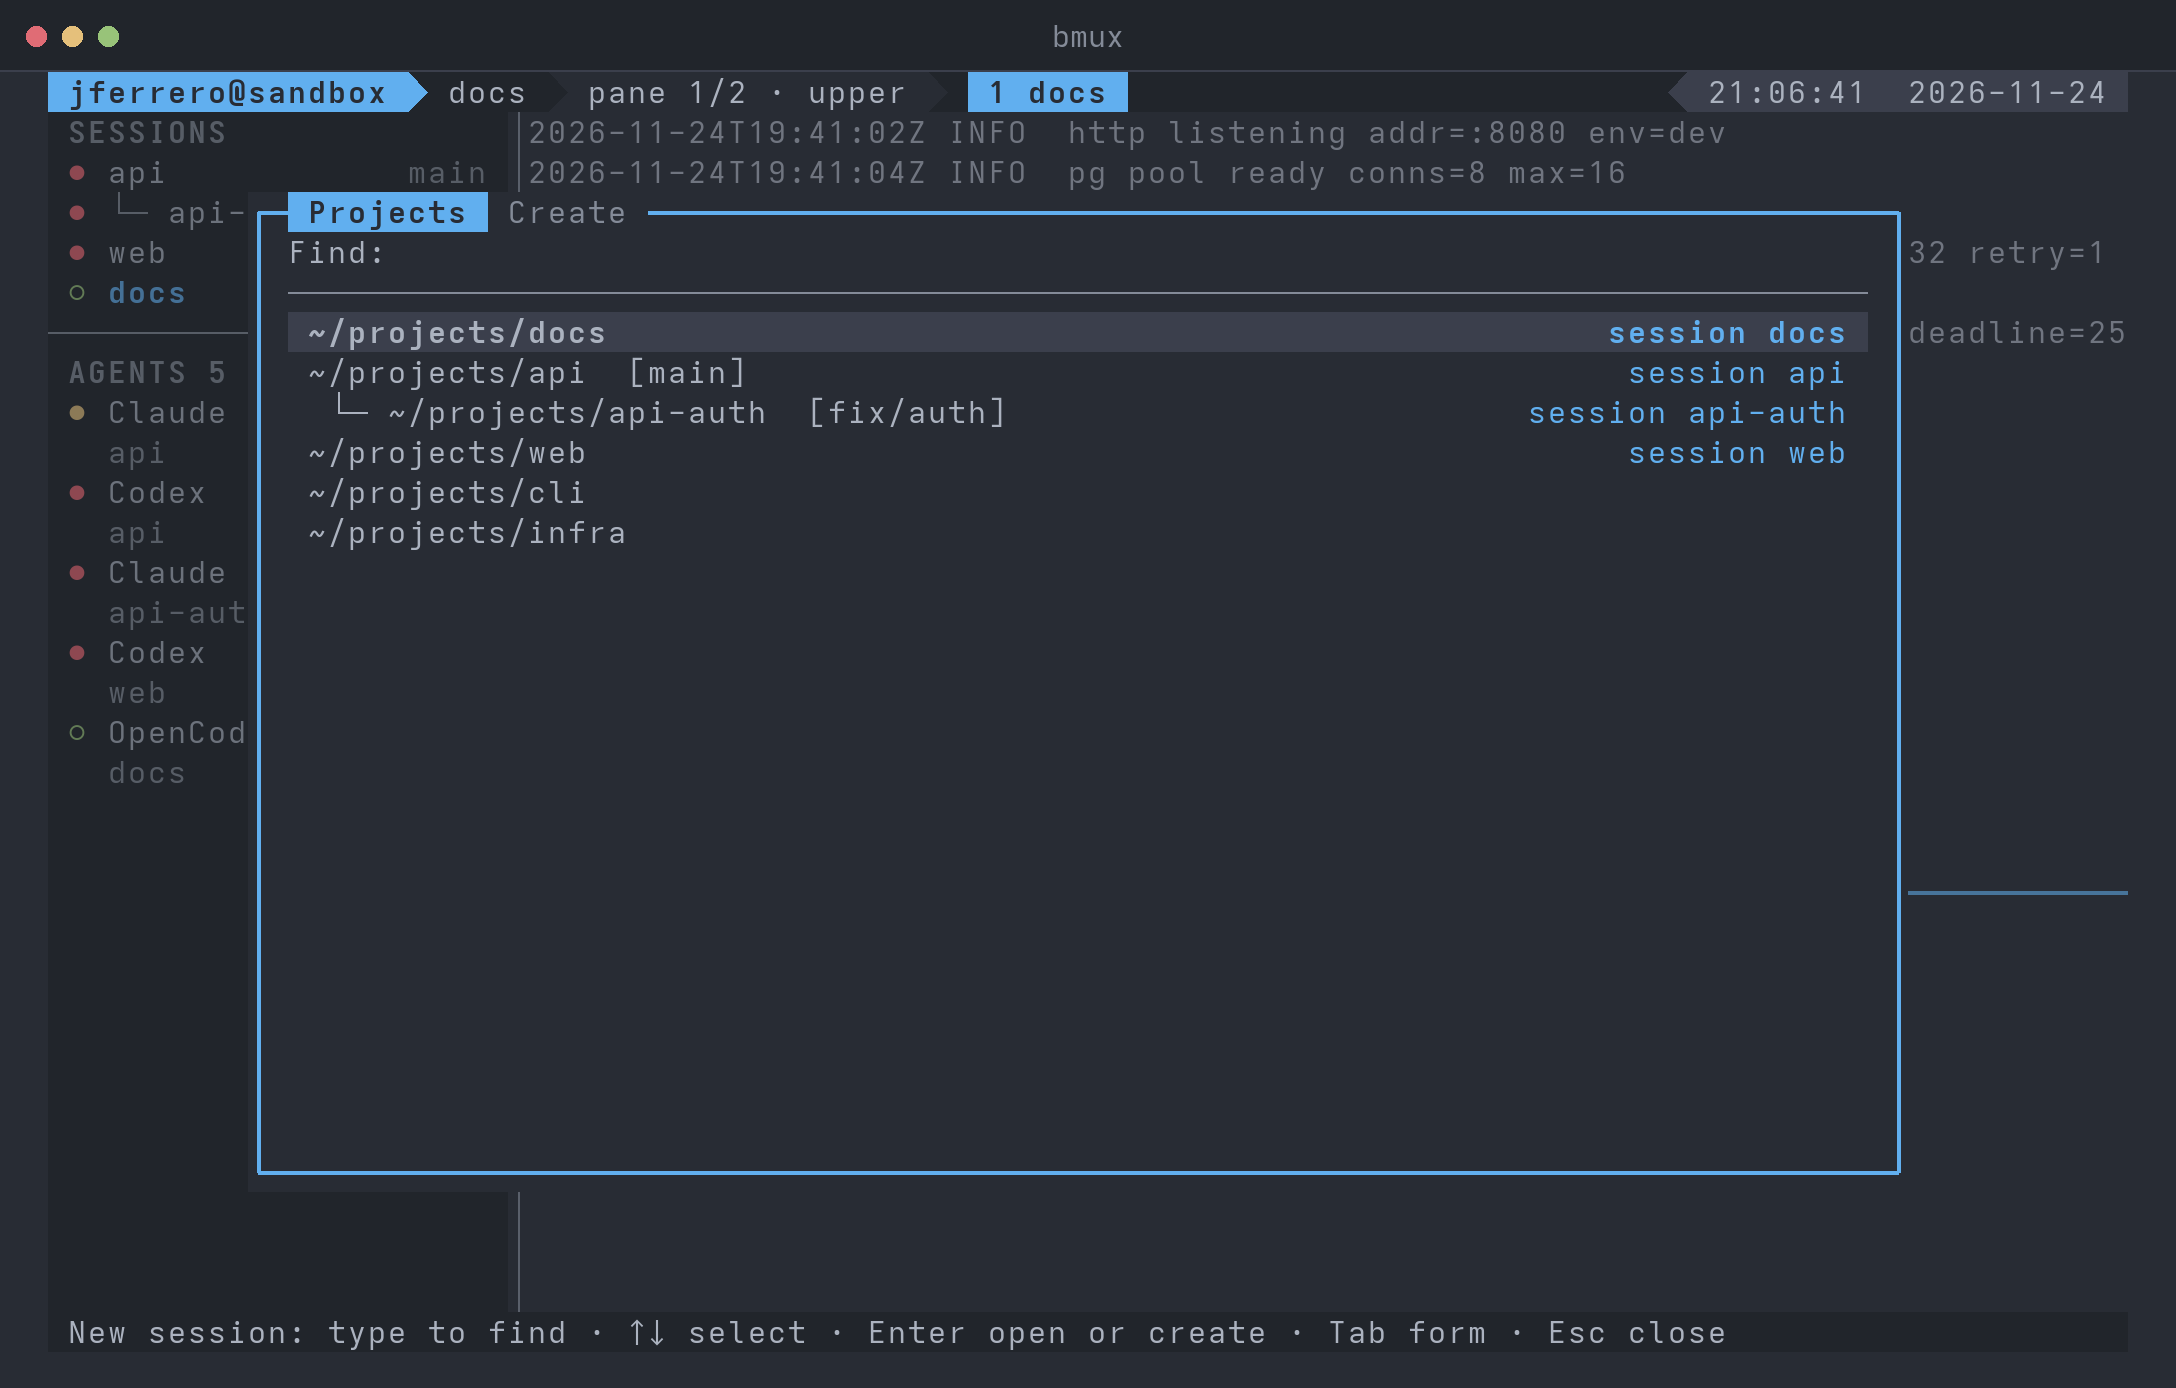 bmux
jferrero@sandbox docs pane 1/2 · upper 1 docs 21:06:41 2026-11-24
SESSIONS
api main
└─ api-
web
docs
AGENTS 5
Claude
api
Codex
api
Claude
api-aut
Codex
web
OpenCod
docs
2026-11-24T19:41:02Z INFO  http listening addr=:8080 env=dev
2026-11-24T19:41:04Z INFO  pg pool ready conns=8 max=16
32 retry=1
deadline=25
Projects Create
Find:
~/projects/docs session docs
~/projects/api  [main] session api
└─ ~/projects/api-auth  [fix/auth] session api-auth
~/projects/web session web
~/projects/cli
~/projects/infra
New session: type to find · ↑↓ select · Enter open or create · Tab form · Esc close